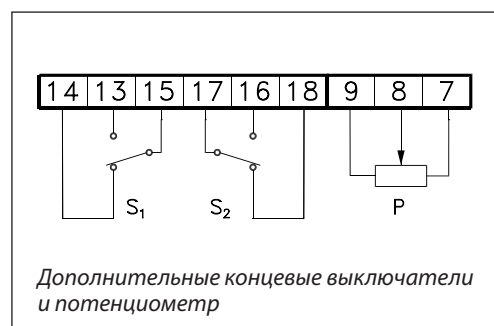 14 13 15 17 16 18 9 8 7
S₁ S₂ P
Дополнительные концевые выключатели
и потенциометр